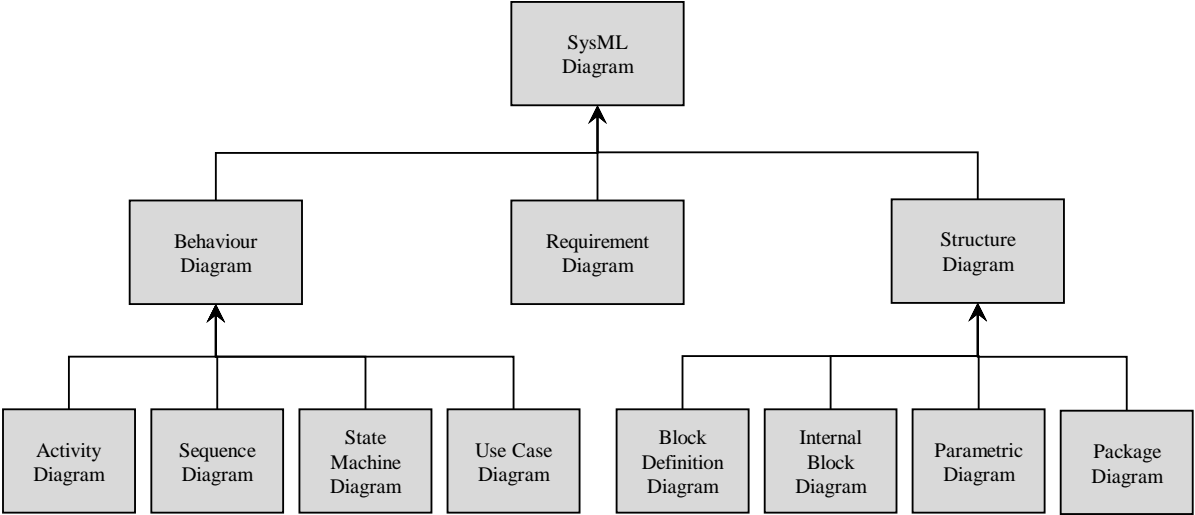 SysML
Diagram
Behaviour
Diagram
Requirement
Diagram
Structure
Diagram
Activity
Diagram
Sequence
Diagram
State
Machine
Diagram
Use Case
Diagram
Block
Definition
Diagram
Internal
Block
Diagram
Parametric
Diagram
Package
Diagram